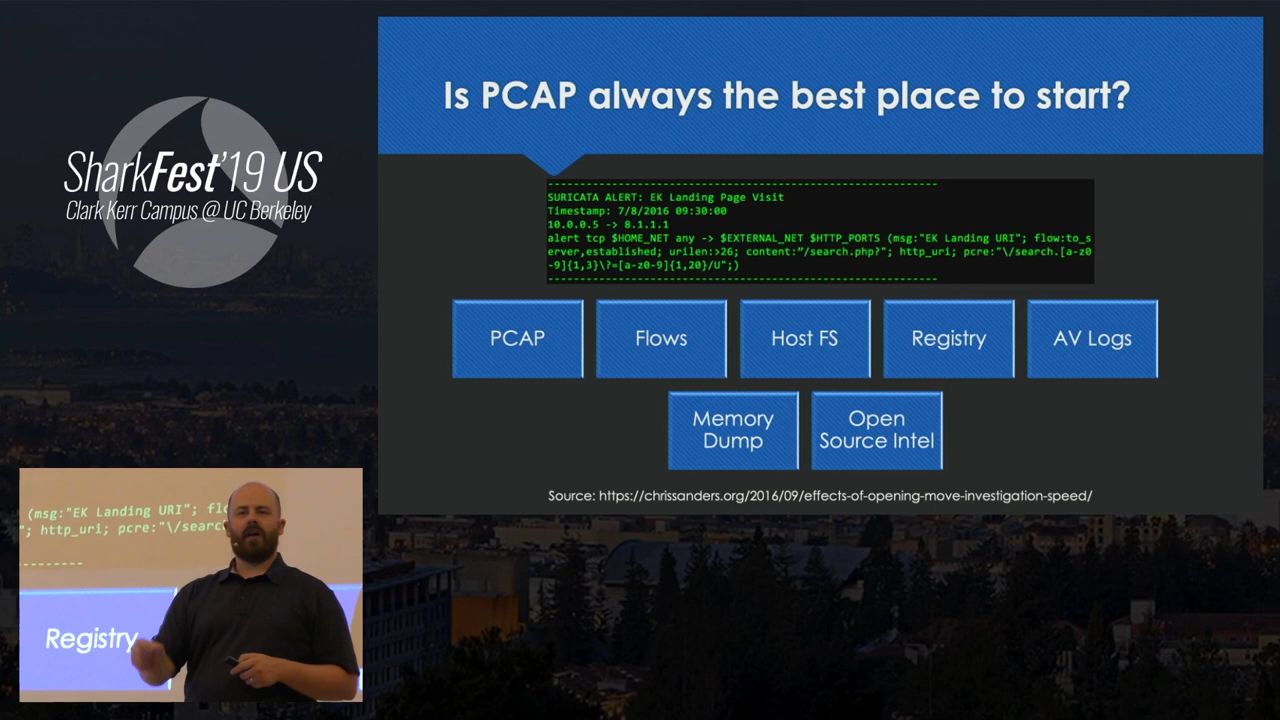 SharkFest'19 US
Clark Kerr Campus @ UC Berkeley
Is PCAP always the best place to start?
--------------------------------------------------------------
SURICATA ALERT: EK Landing Page Visit
Timestamp: 7/8/2016 09:30:00
10.0.0.5 -> 8.1.1.1
alert tcp $HOME_NET any -> $EXTERNAL_NET $HTTP_PORTS (msg:"EK Landing URI"; flow:to_s
erver,established; urilen:>26; content:"/search.php?"; http_uri; pcre:"\/search.[a-z0
-9]{1,3}\?=[a-z0-9]{1,20}/U";)
--------------------------------------------------------------
PCAP
Flows
Host FS
Registry
AV Logs
Memory
Dump
Open
Source Intel
Source: https://chrissanders.org/2016/09/effects-of-opening-move-investigation-speed/
(msg:"EK Landing URI"; flo
"; http_uri; pcre:"\/searc
---------
Registry